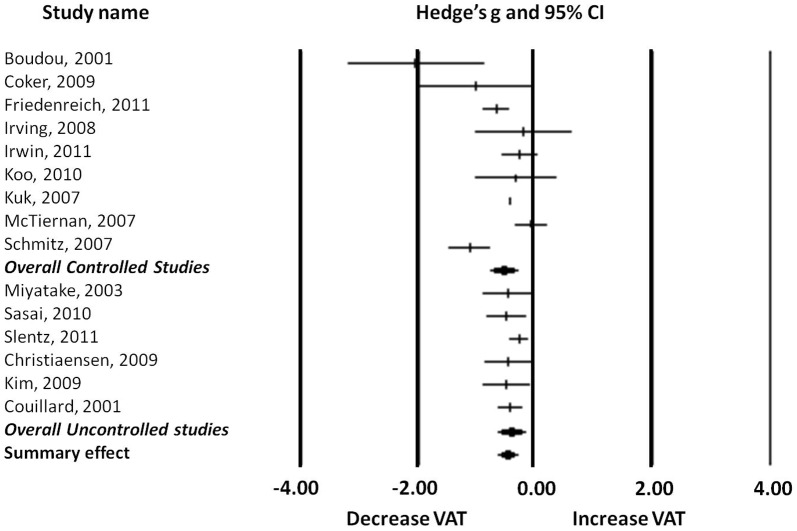 Study name Hedge's g and 95% CI
Boudou, 2001
Coker, 2009
Friedenreich, 2011
Irving, 2008
Irwin, 2011
Koo, 2010
Kuk, 2007
McTiernan, 2007
Schmitz, 2007
Overall Controlled Studies
Miyatake, 2003
Sasai, 2010
Slentz, 2011
Christiaensen, 2009
Kim, 2009
Couillard, 2001
Overall Uncontrolled studies
Summary effect
-4.00 -2.00 0.00 2.00 4.00
Decrease VAT Increase VAT